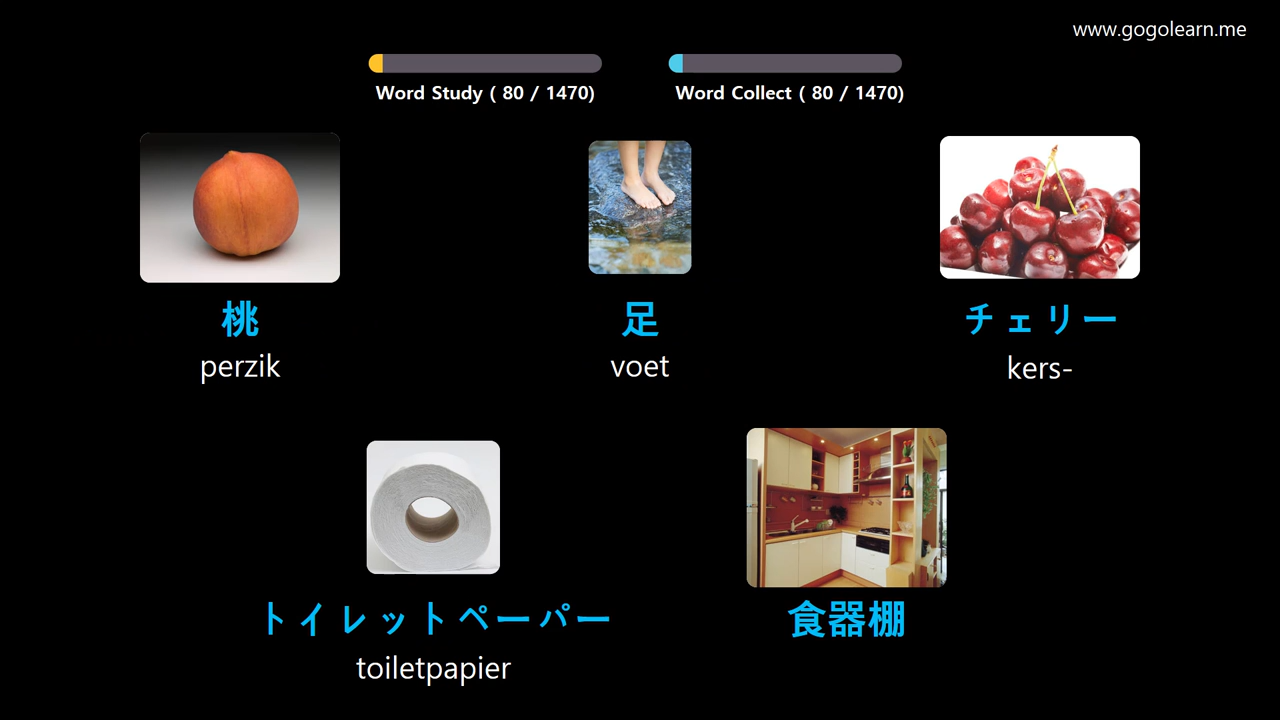 www.gogolearn.me
Word Study ( 80 / 1470)
Word Collect ( 80 / 1470)
桃
perzik
足
voet
チェリー
kers-
トイレットペーパー
toiletpapier
食器棚